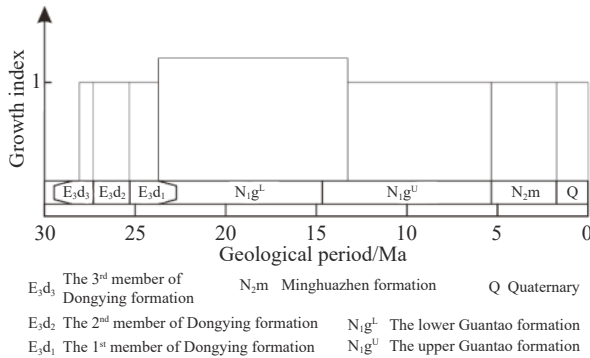 Growth index
1
E₃d₃ E₃d₂ E₃d₁ N₁gᴸ N₁gᵁ N₂m Q
30 25 20 15 10 5 0
Geological period/Ma
E₃d₃ The 3ʳᵈ member of Dongying formation
N₂m Minghuazhen formation
Q Quaternary
E₃d₂ The 2ⁿᵈ member of Dongying formation
N₁gᴸ The lower Guantao formation
E₃d₁ The 1ˢᵗ member of Dongying formation
N₁gᵁ The upper Guantao formation